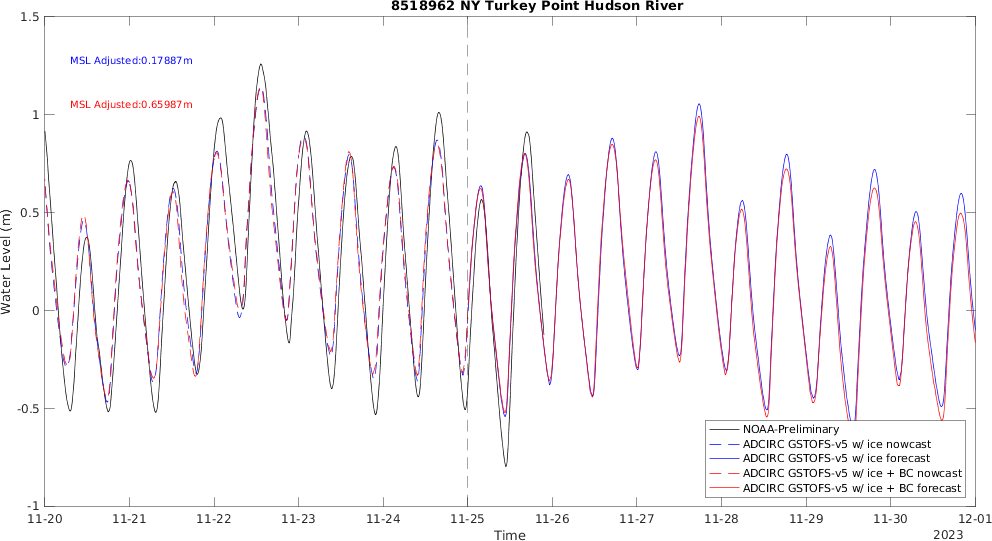 8518962 NY Turkey Point Hudson River
1.5
MSL Adjusted:0.17887m
MSL Adjusted:0.65987m
1
0.5
0
-0.5
-1
Water Level (m)
NOAA-Preliminary
ADCIRC GSTOFS-v5 w/ ice nowcast
ADCIRC GSTOFS-v5 w/ ice forecast
ADCIRC GSTOFS-v5 w/ ice + BC nowcast
ADCIRC GSTOFS-v5 w/ ice + BC forecast
11-20 11-21 11-22 11-23 11-24 11-25 11-26 11-27 11-28 11-29 11-30 12-01
Time
2023